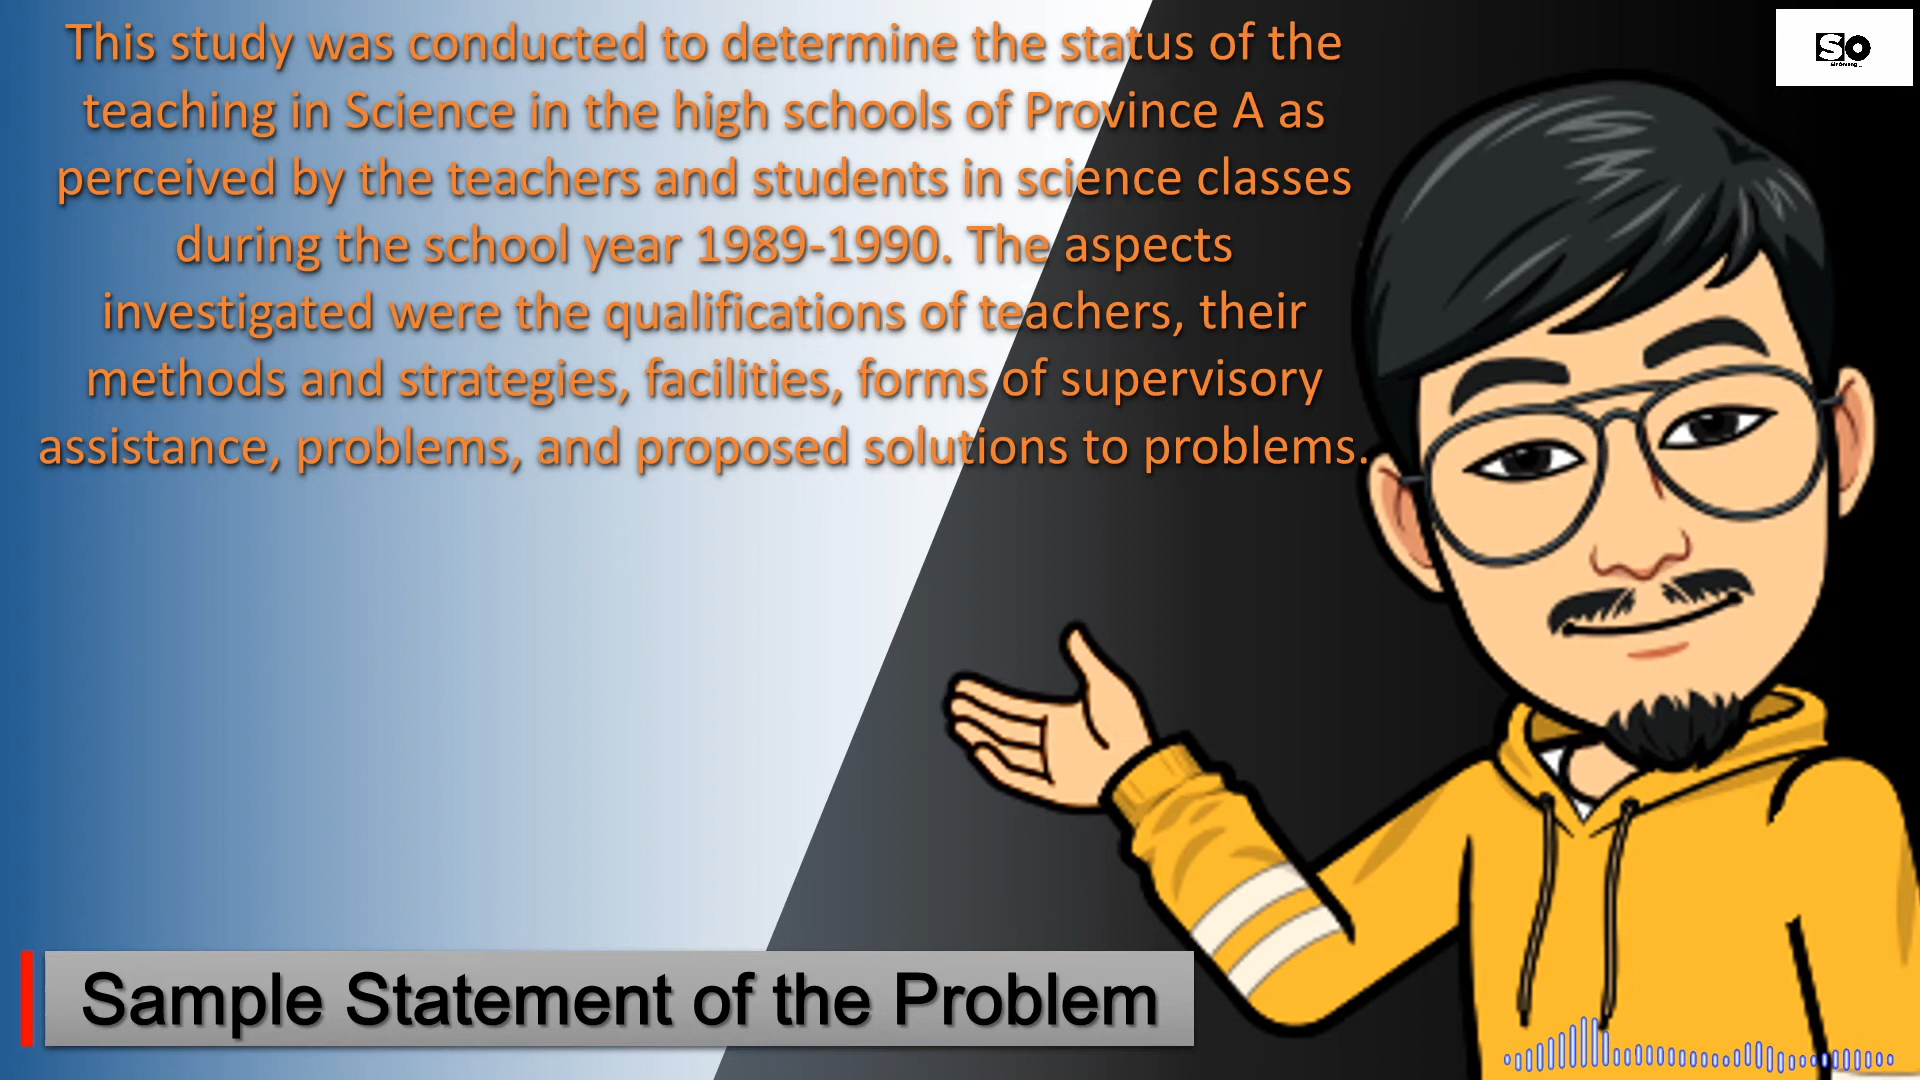 This study was conducted to determine the status of the
teaching in Science in the high schools of Province A as
perceived by the teachers and students in science classes
during the school year 1989-1990. The aspects
investigated were the qualifications of teachers, their
methods and strategies, facilities, forms of supervisory
assistance, problems, and proposed solutions to problems.
SO
Sample Statement of the Problem